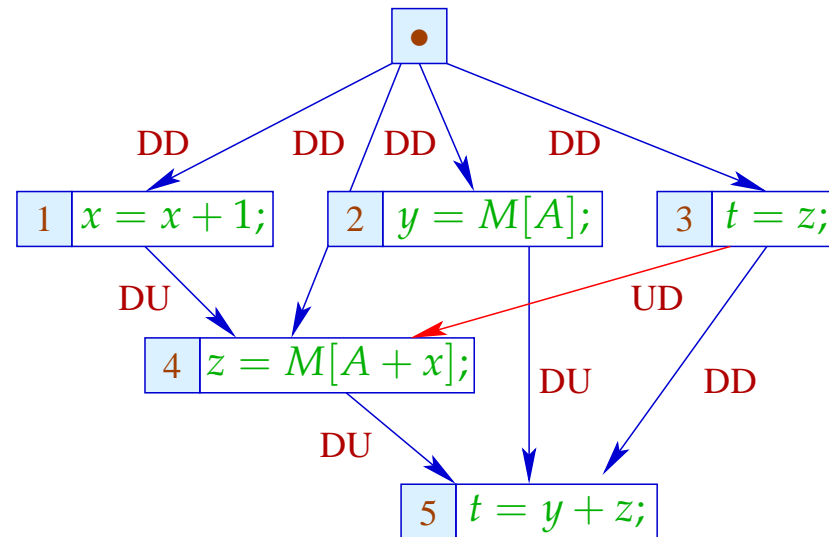 •
DD DD DD DD
1 x = x + 1; 2 y = M[A]; 3 t = z;
DU UD
4 z = M[A + x];
DU DD
DU
5 t = y + z;